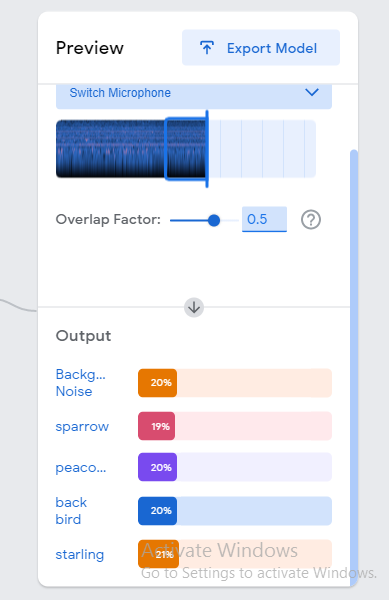 Preview
Export Model
Switch Microphone
Overlap Factor: 0.5 ?
Output
Backg... 20%
Noise
sparrow 19%
peaco... 20%
back 20%
bird
starling 21%
Activate Windows
Go to Settings to activate Windows.